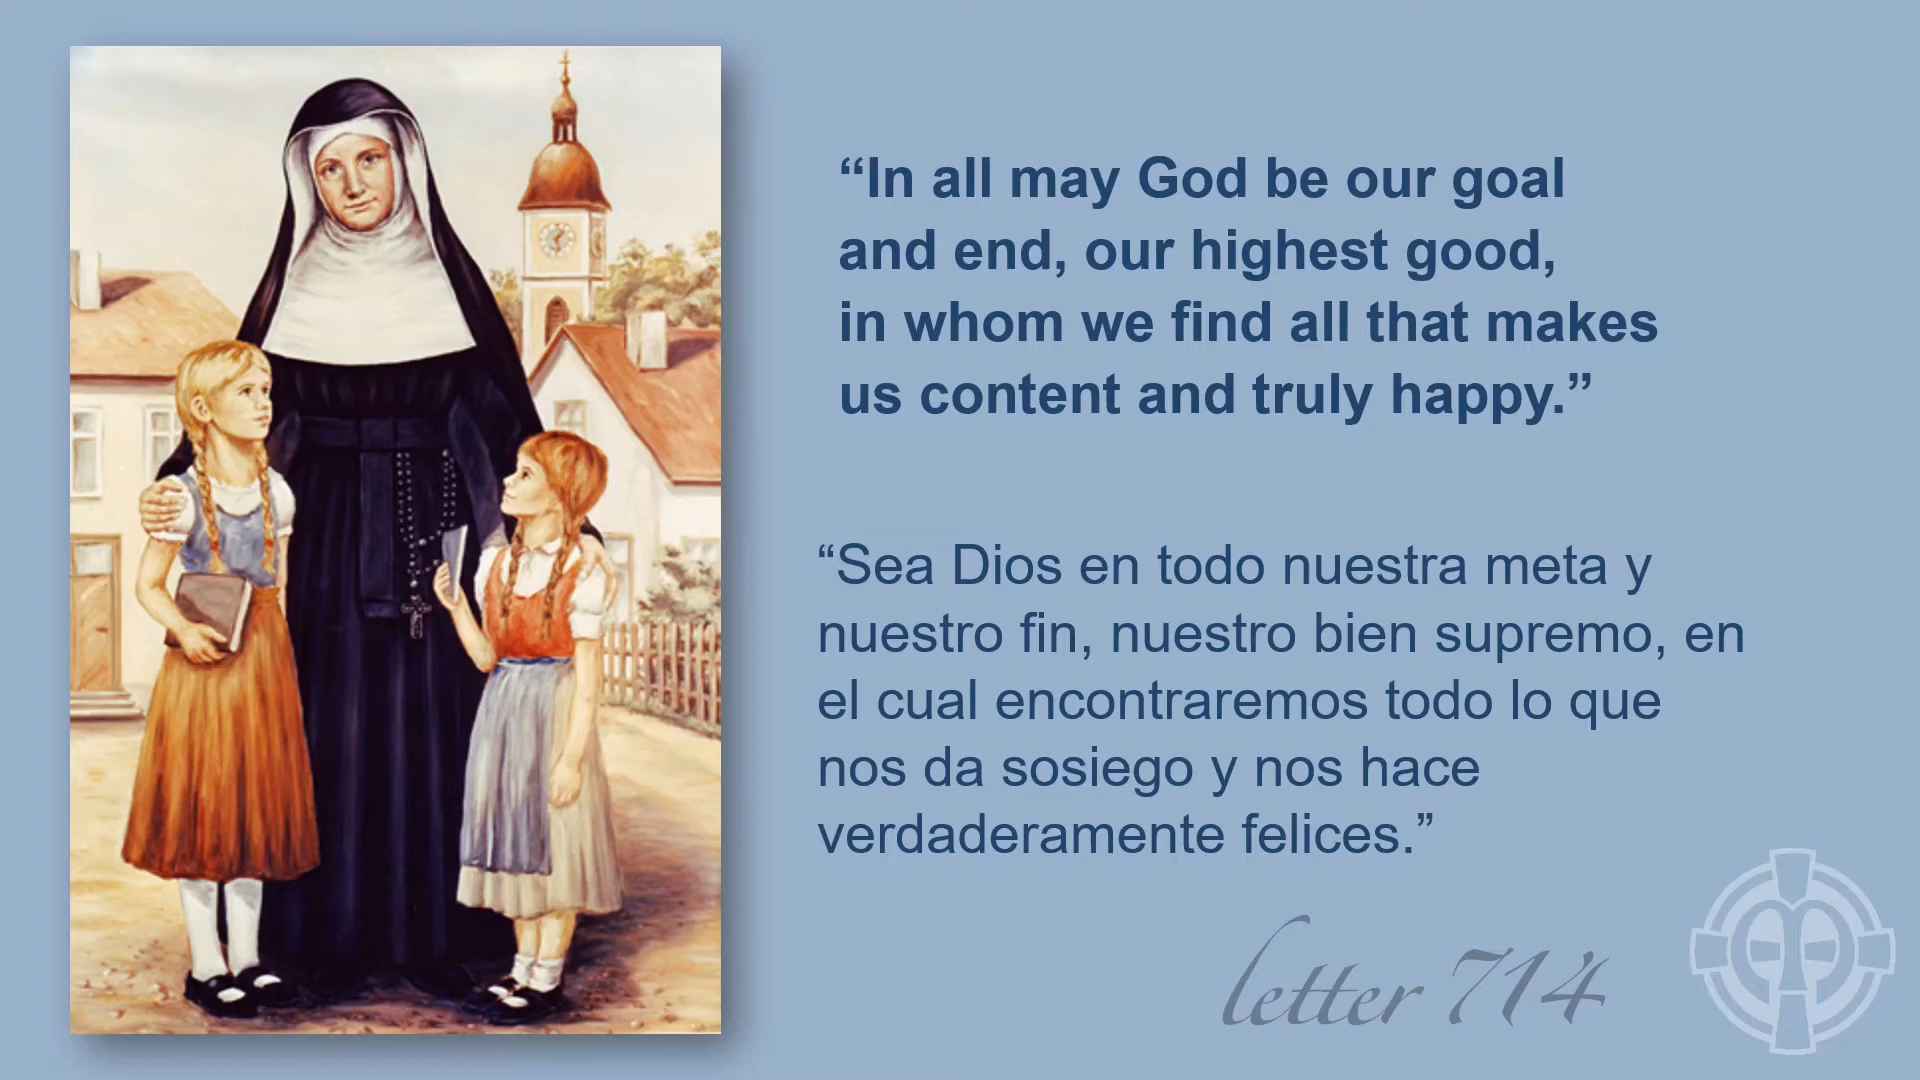 “In all may God be our goal
and end, our highest good,
in whom we find all that makes
us content and truly happy.”
“Sea Dios en todo nuestra meta y
nuestro fin, nuestro bien supremo, en
el cual encontraremos todo lo que
nos da sosiego y nos hace
verdaderamente felices.”
letter 714